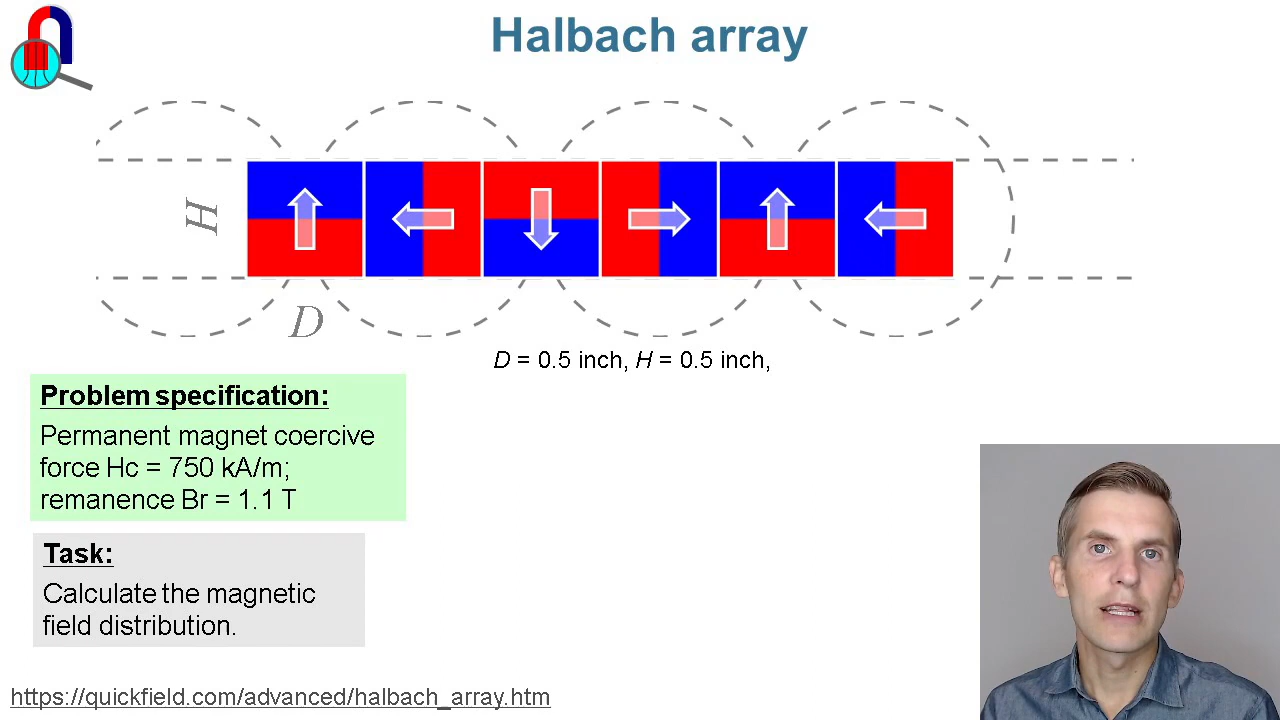 Halbach array
H
D
D = 0.5 inch, H = 0.5 inch,
Problem specification:
Permanent magnet coercive
force Hc = 750 kA/m;
remanence Br = 1.1 T
Task:
Calculate the magnetic
field distribution.
https://quickfield.com/advanced/halbach_array.htm